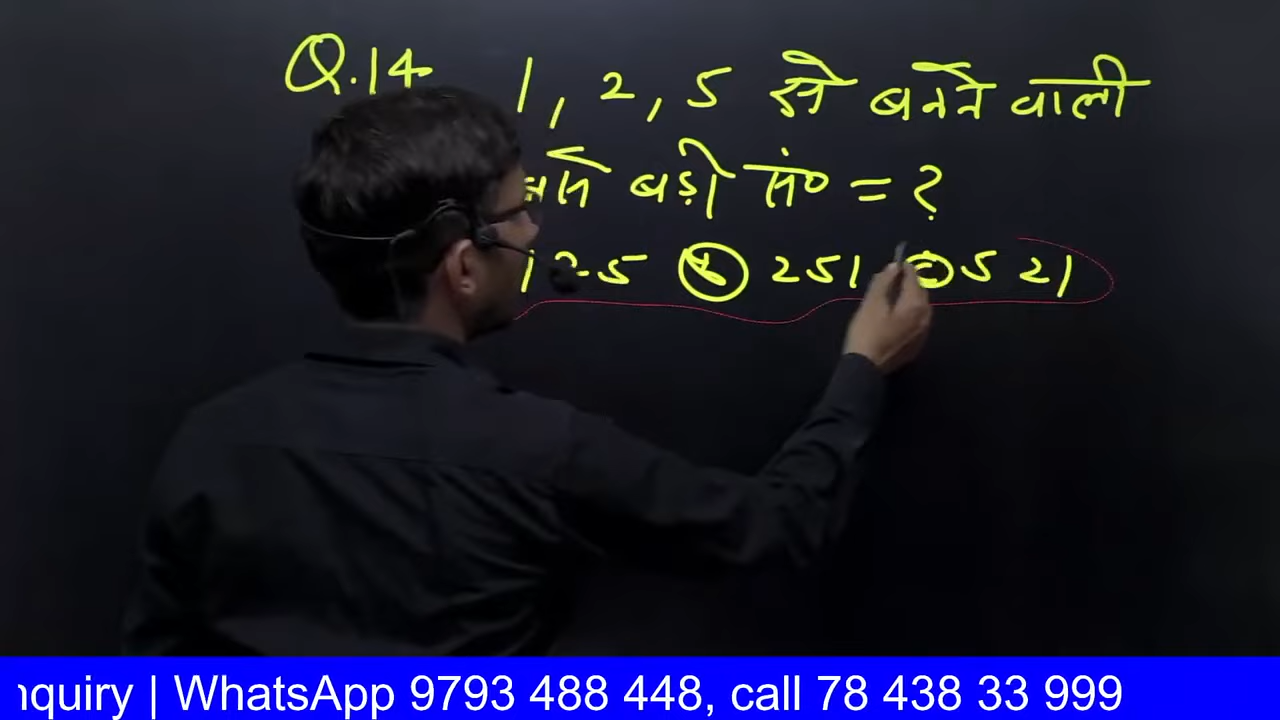 Q.14 1, 2, 5 से बनने वाली
बड़ी सं० = ?
125 251 521
nquiry | WhatsApp 9793 488 448, call 78 438 33 999